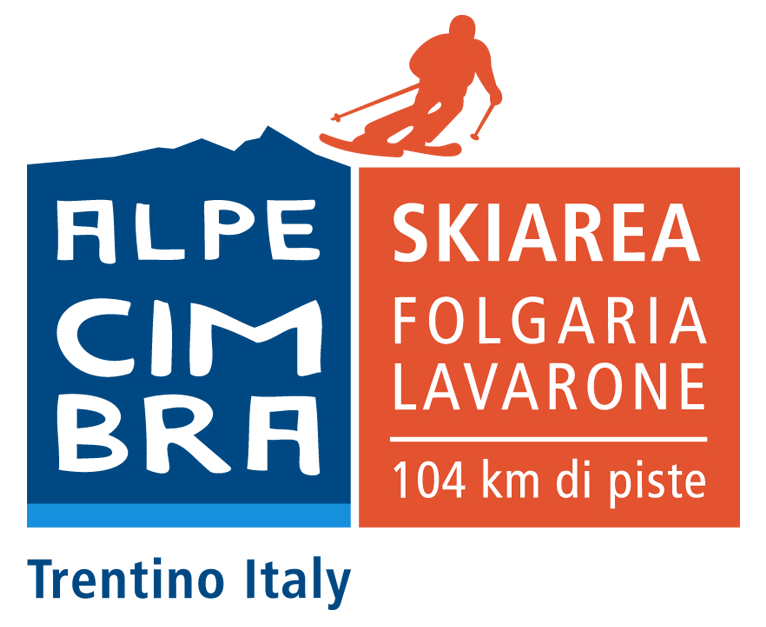 ALPE
CIM
BRA
Trentino Italy
SKIAREA
FOLGARIA
LAVARONE
104 km di piste